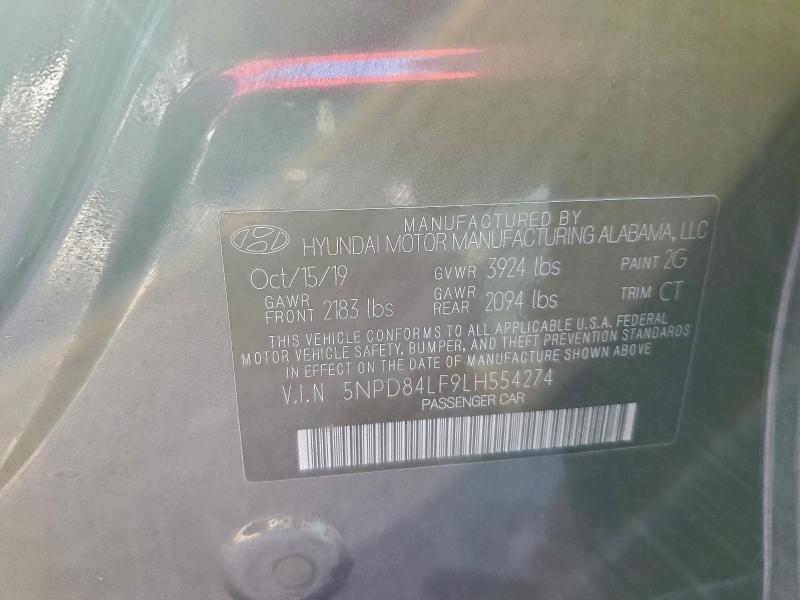 MANUFACTURED BY
HYUNDAI MOTOR MANUFACTURING ALABAMA, LLC
Oct/15/19 GVWR 3924 lbs PAINT 2G
GAWR FRONT 2183 lbs GAWR REAR 2094 lbs TRIM CT
THIS VEHICLE CONFORMS TO ALL APPLICABLE U.S.A. FEDERAL
MOTOR VEHICLE SAFETY, BUMPER, AND THEFT PREVENTION STANDARDS
IN EFFECT ON THE DATE OF MANUFACTURE SHOWN ABOVE
V.I.N 5NPD84LF9LH554274
PASSENGER CAR